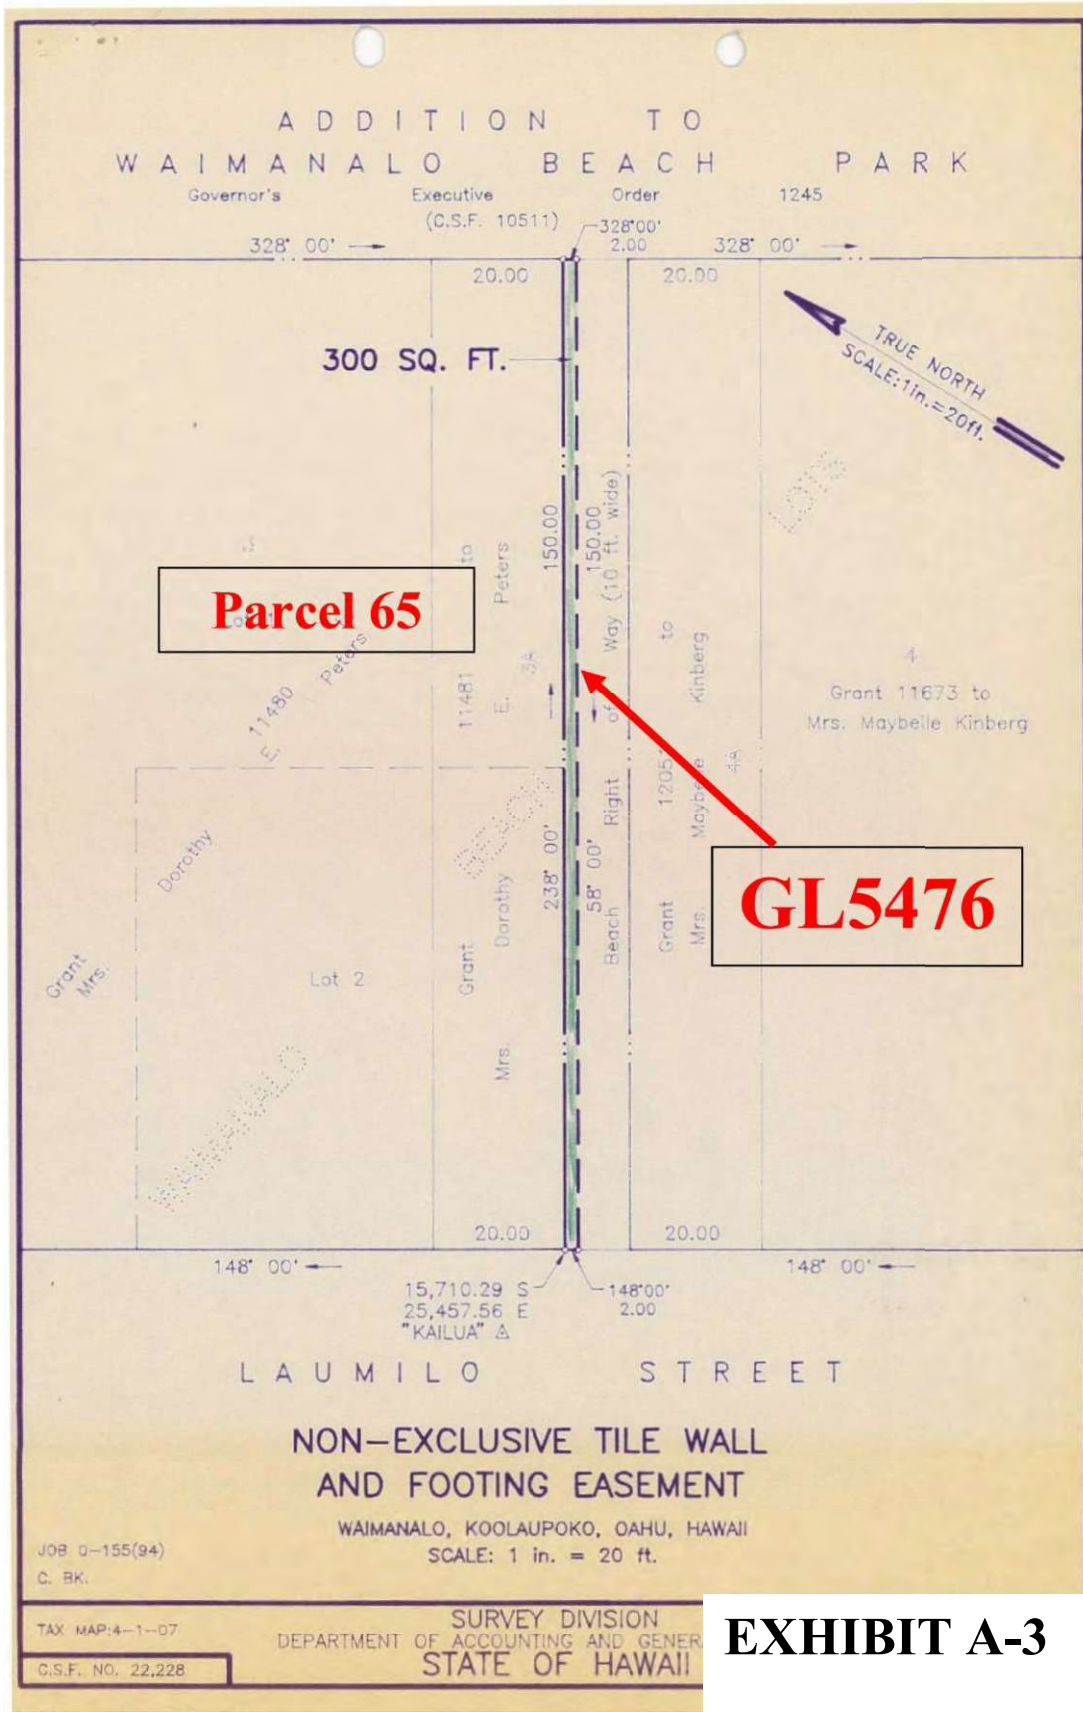 ADDITION TO
WAIMANALO BEACH PARK
Governor's Executive Order 1245
(C.S.F. 10511)
328°00'
2.00
328° 00'
328° 00'
20.00
20.00
300 SQ. FT.
TRUE NORTH
SCALE: 1in.=20ft.
LOTS
150.00
150.00
Beach Right of Way (10 ft. wide)
3
Parcel 65
Grant 11480
Mrs. Dorothy E. Peters
Grant 11481 to
Mrs. Dorothy E. Peters
3A
Grant to
Mrs. Maybelle Kinberg
4A
4
Grant 11673 to
Mrs. Maybelle Kinberg
238° 00'
58° 00'
GL5476
BEACH
Lot 2
WAIMANALO
20.00
20.00
148° 00'
148° 00'
15,710.29 S
25,457.56 E
"KAILUA" △
148°00'
2.00
LAUMILO STREET
NON-EXCLUSIVE TILE WALL
AND FOOTING EASEMENT
WAIMANALO, KOOLAUPOKO, OAHU, HAWAII
SCALE: 1 in. = 20 ft.
JOB O-155(94)
C. BK.
TAX MAP:4-1-07
C.S.F. NO. 22,228
SURVEY DIVISION
DEPARTMENT OF ACCOUNTING AND
STATE OF HAWAII
EXHIBIT A-3